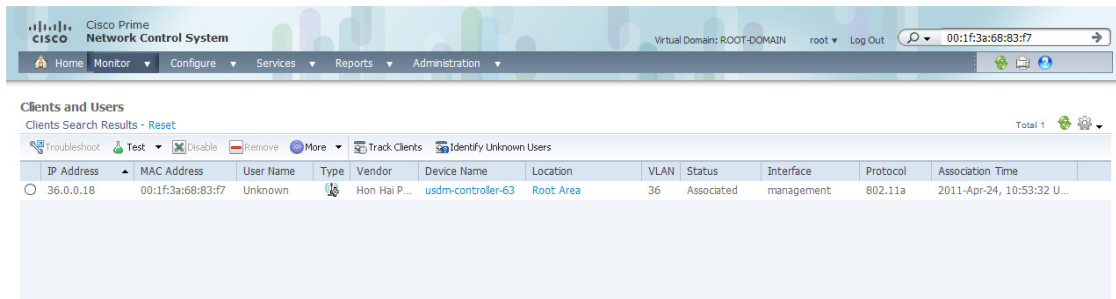 CISCO
Cisco Prime
Network Control System
Virtual Domain: ROOT-DOMAIN root Log Out 00:1f:3a:68:83:f7
Home Monitor Configure Services Reports Administration
Clients and Users
Clients Search Results - Reset
Total 1
Troubleshoot Test Disable Remove More Track Clients Identify Unknown Users
IP Address MAC Address User Name Type Vendor Device Name Location VLAN Status Interface Protocol Association Time
36.0.0.18 00:1f:3a:68:83:f7 Unknown Hon Hai P... usdm-controller-63 Root Area 36 Associated management 802.11a 2011-Apr-24, 10:53:32 U...